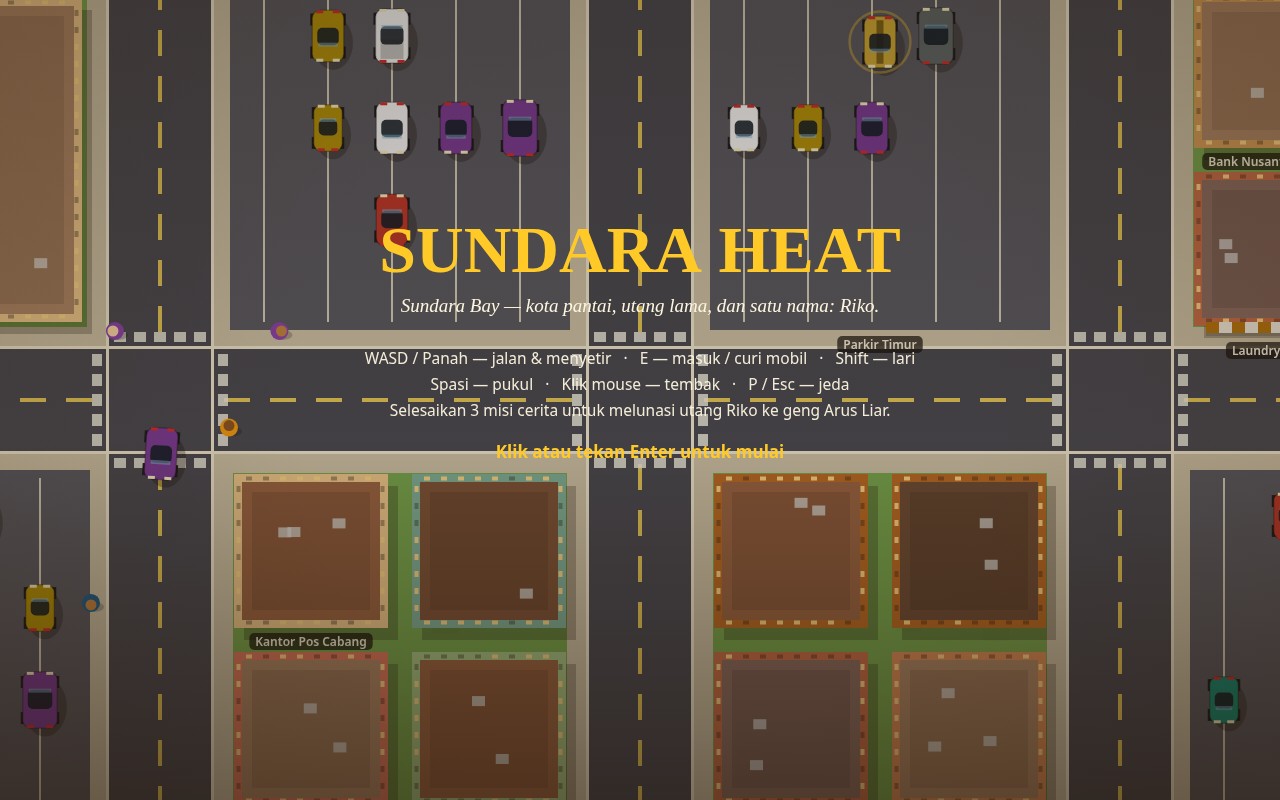 Bank Nusan
SUNDARA HEAT
Sundara Bay — kota pantai, utang lama, dan satu nama: Riko.
Parkir Timur
Laundry
WASD / Panah — jalan & menyetir · E — masuk / curi mobil · Shift — lari
Spasi — pukul · Klik mouse — tembak · P / Esc — jeda
Selesaikan 3 misi cerita untuk melunasi utang Riko ke geng Arus Liar.
Klik atau tekan Enter untuk mulai
Kantor Pos Cabang